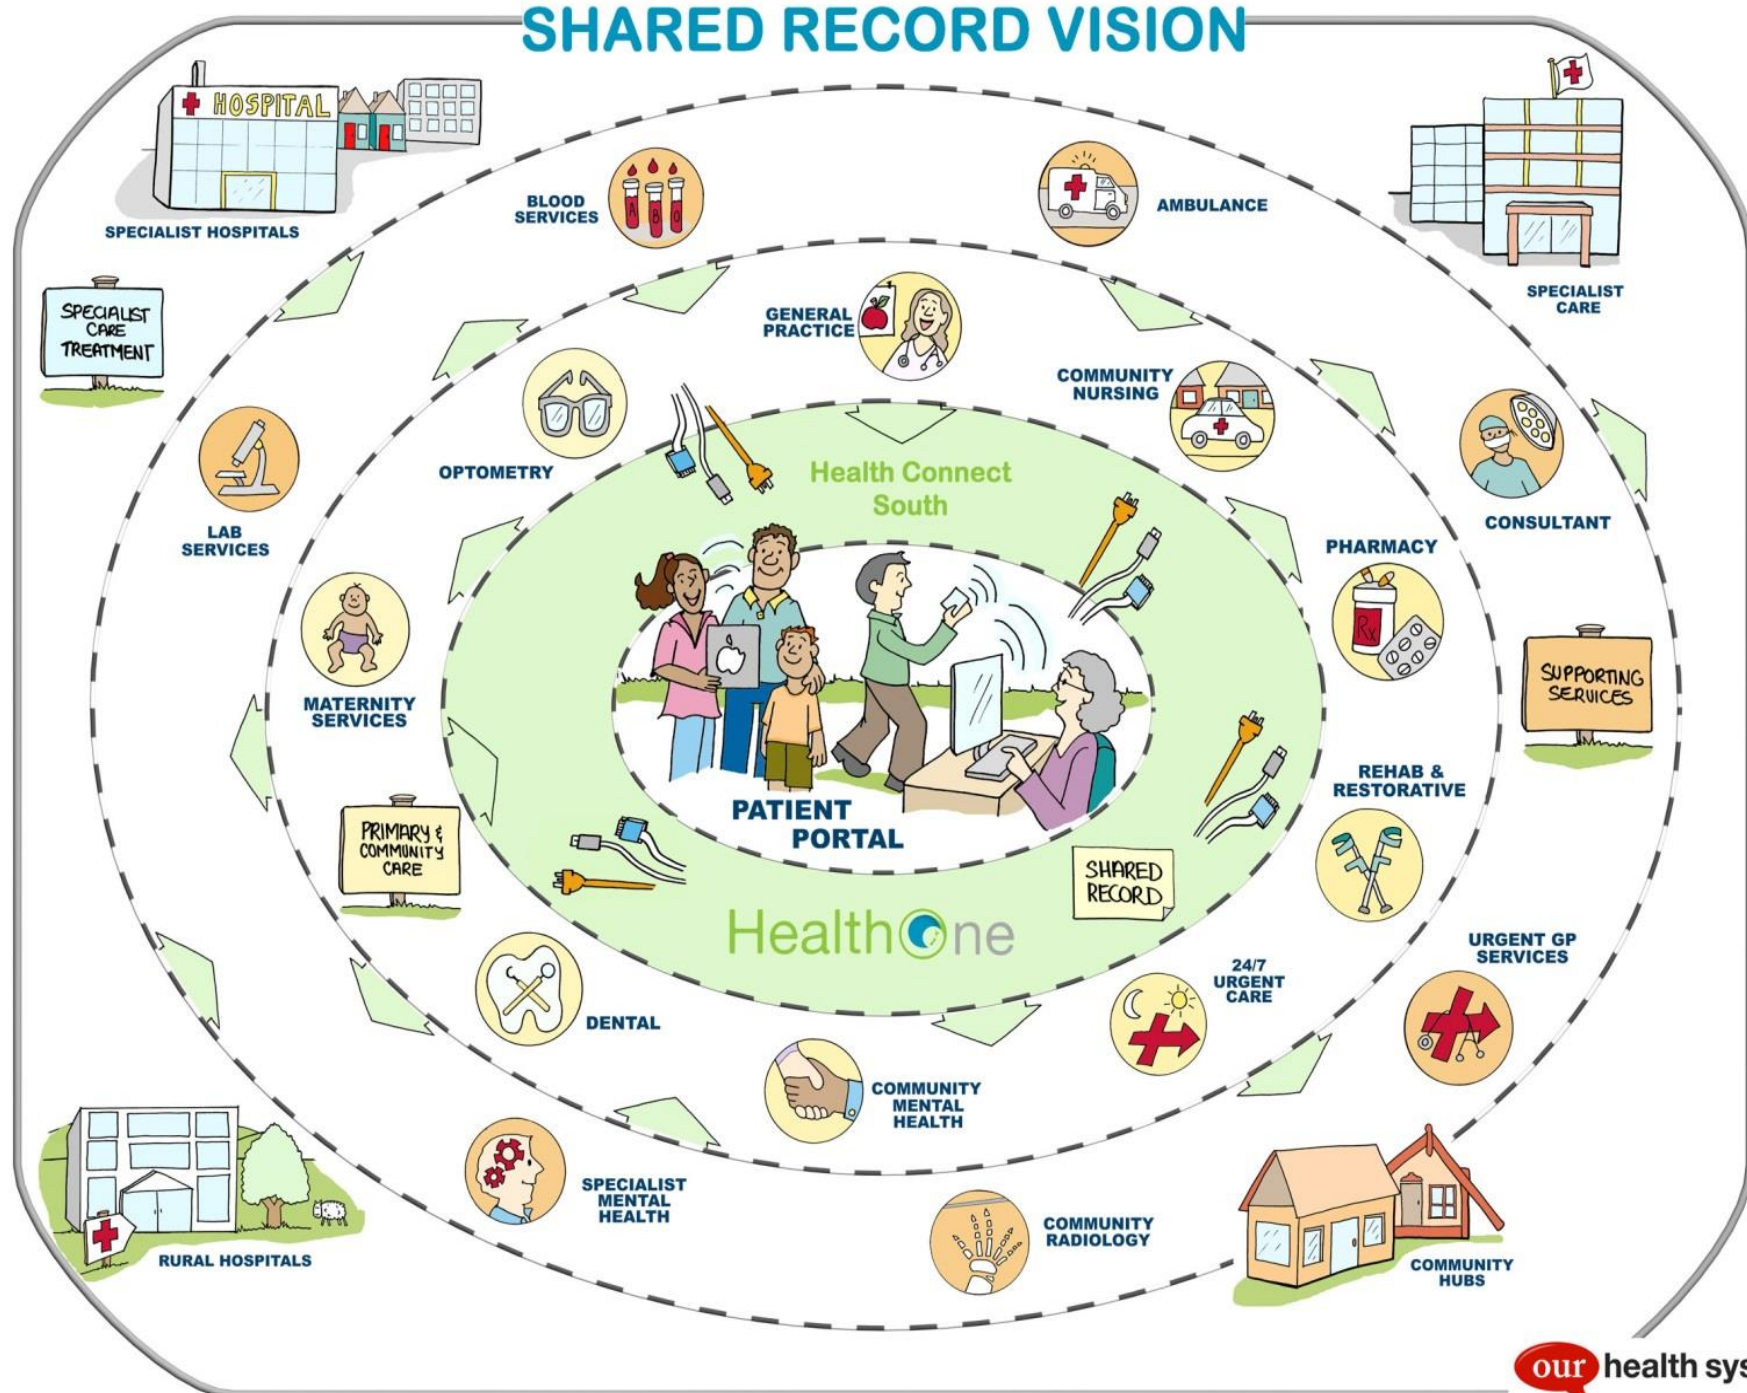 SHARED RECORD VISION
HOSPITAL
SPECIALIST HOSPITALS
BLOOD
SERVICES
A B O
AMBULANCE
SPECIALIST
CARE
SPECIALIST
CARE
TREATMENT
GENERAL
PRACTICE
COMMUNITY
NURSING
OPTOMETRY
Health Connect
South
CONSULTANT
LAB
SERVICES
PHARMACY
Rx
MATERNITY
SERVICES
SUPPORTING
SERVICES
PRIMARY &
COMMUNITY
CARE
PATIENT
PORTAL
REHAB &
RESTORATIVE
SHARED
RECORD
HealthOne
URGENT GP
SERVICES
24/7
URGENT
CARE
DENTAL
COMMUNITY
MENTAL
HEALTH
SPECIALIST
MENTAL
HEALTH
COMMUNITY
RADIOLOGY
RURAL HOSPITALS
COMMUNITY
HUBS
our health sys